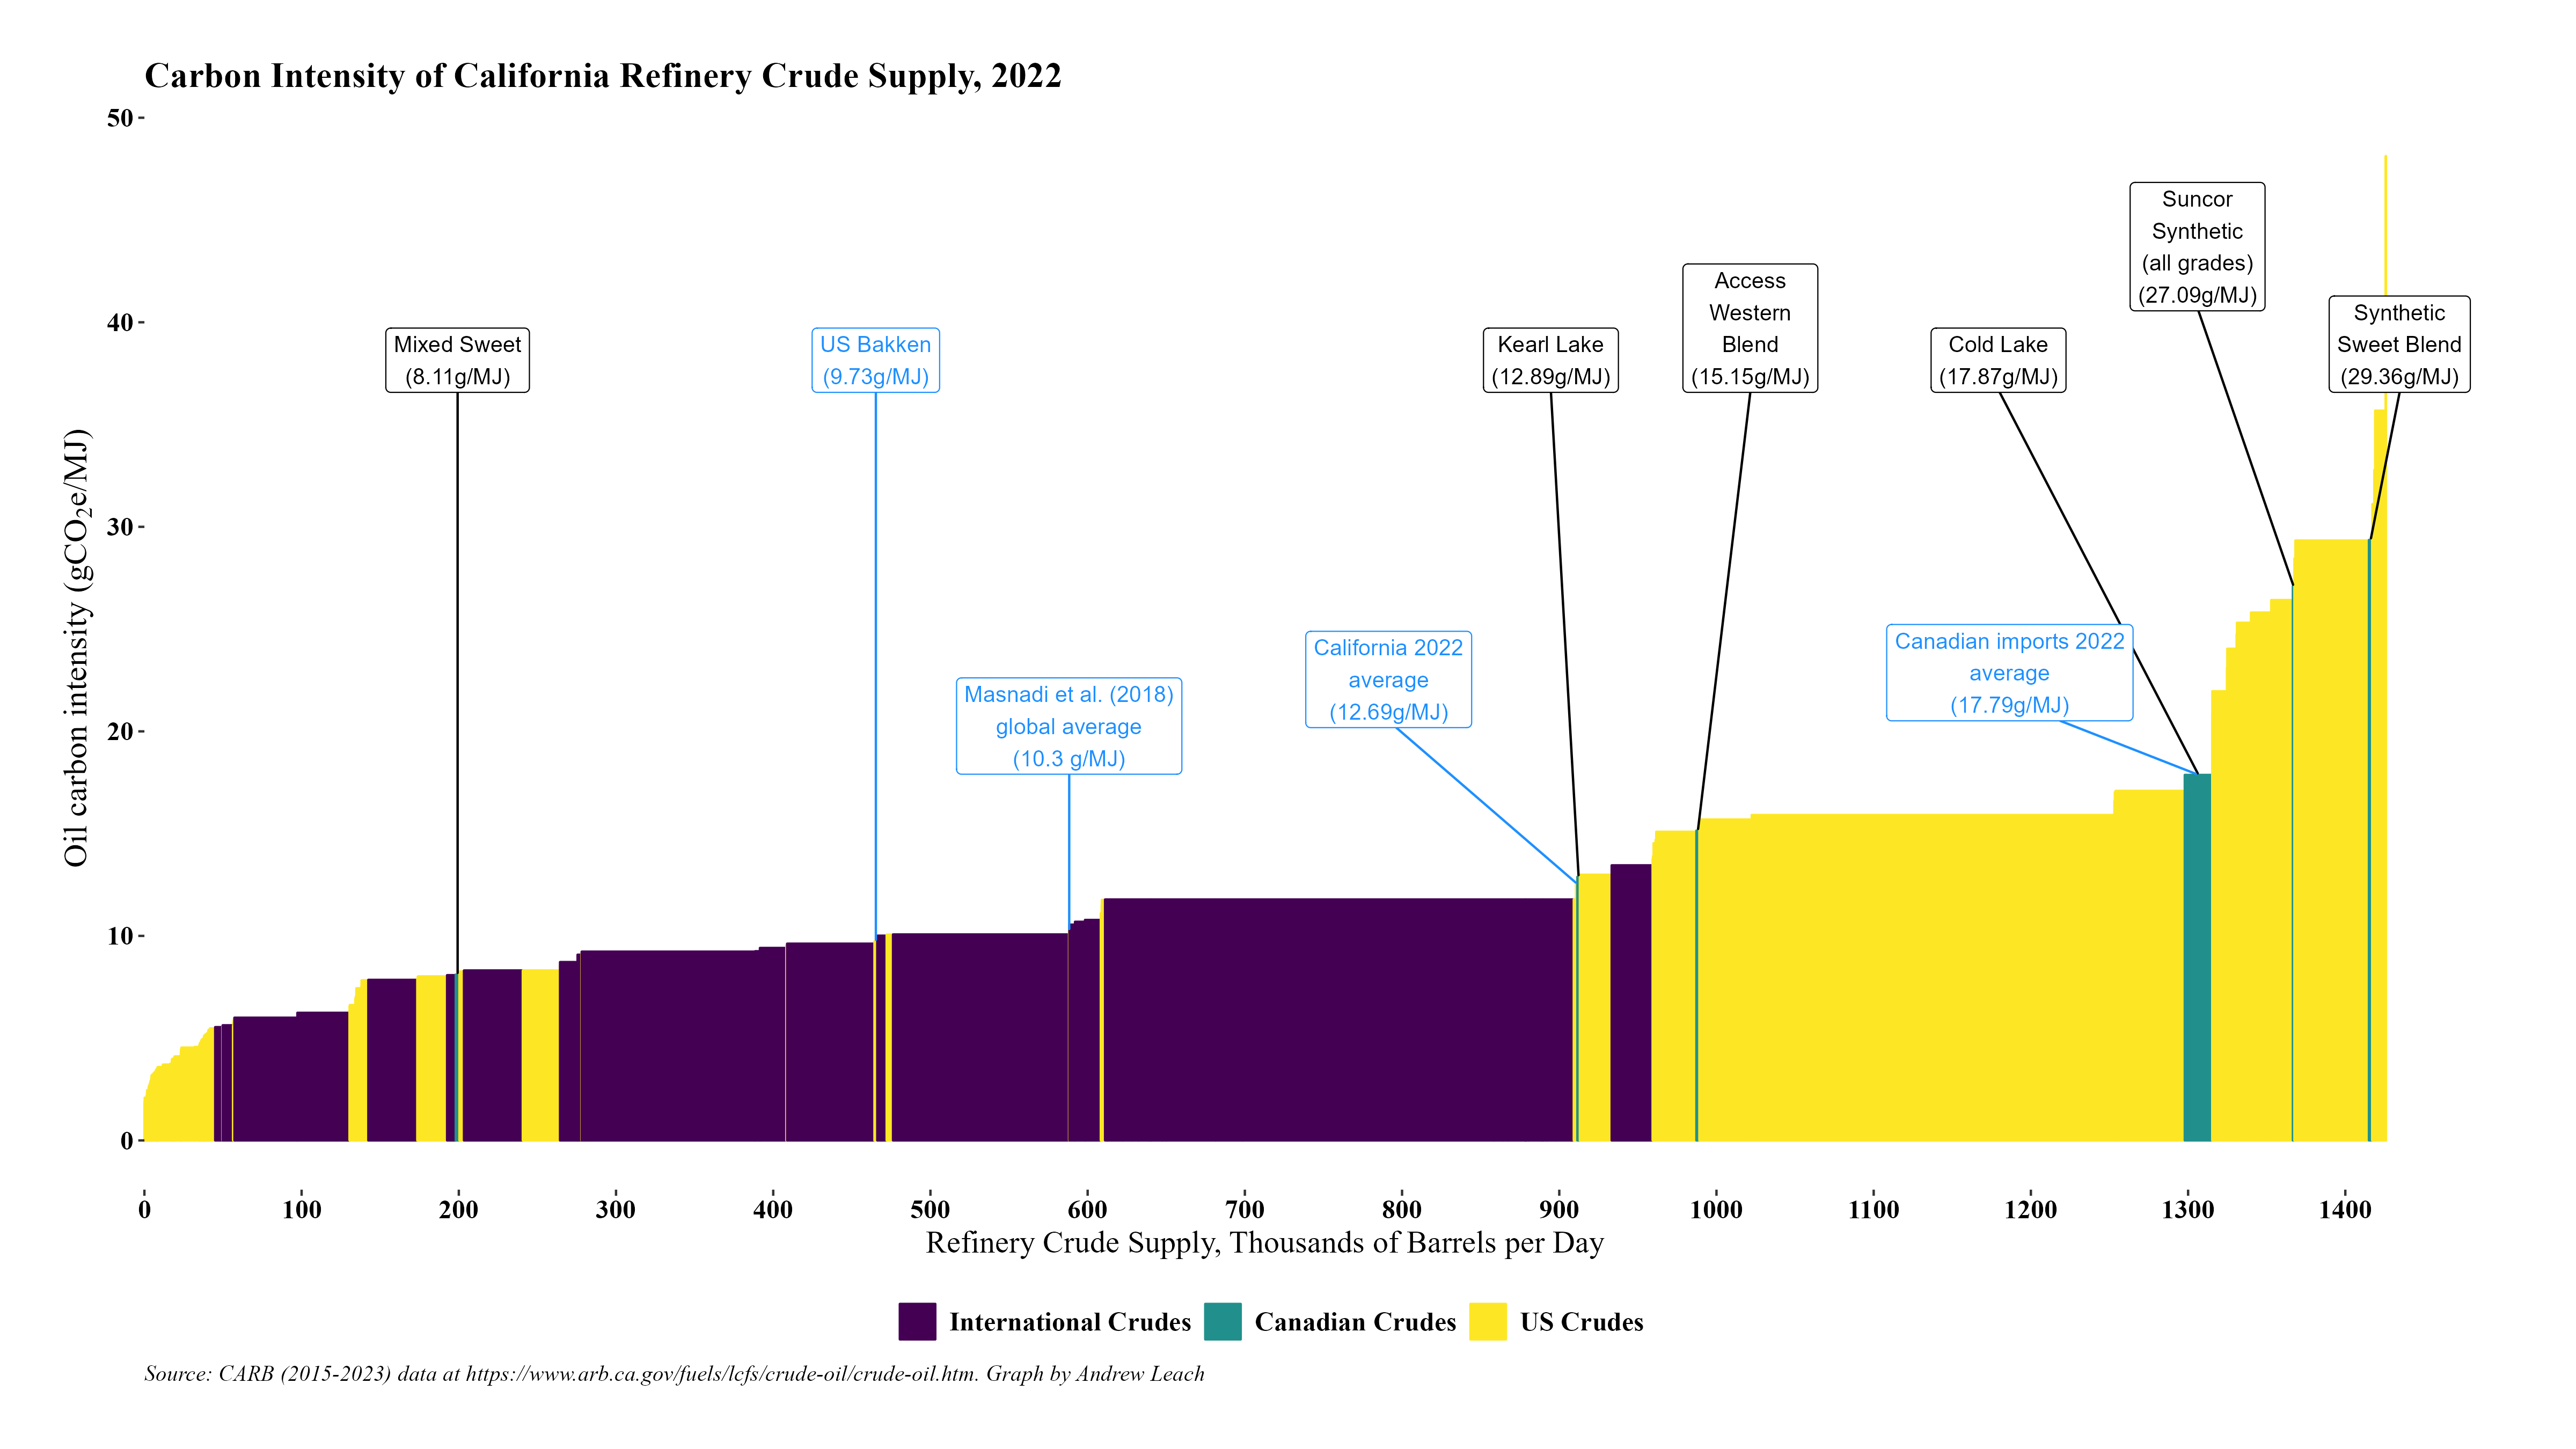 Carbon Intensity of California Refinery Crude Supply, 2022
50
40
30
20
10
0
Oil carbon intensity (gCO₂e/MJ)
Mixed Sweet
(8.11g/MJ)
US Bakken
(9.73g/MJ)
Masnadi et al. (2018)
global average
(10.3 g/MJ)
California 2022
average
(12.69g/MJ)
Kearl Lake
(12.89g/MJ)
Access
Western
Blend
(15.15g/MJ)
Cold Lake
(17.87g/MJ)
Canadian imports 2022
average
(17.79g/MJ)
Suncor
Synthetic
(all grades)
(27.09g/MJ)
Synthetic
Sweet Blend
(29.36g/MJ)
0 100 200 300 400 500 600 700 800 900 1000 1100 1200 1300 1400
Refinery Crude Supply, Thousands of Barrels per Day
International Crudes Canadian Crudes US Crudes
Source: CARB (2015-2023) data at https://www.arb.ca.gov/fuels/lcfs/crude-oil/crude-oil.htm. Graph by Andrew Leach